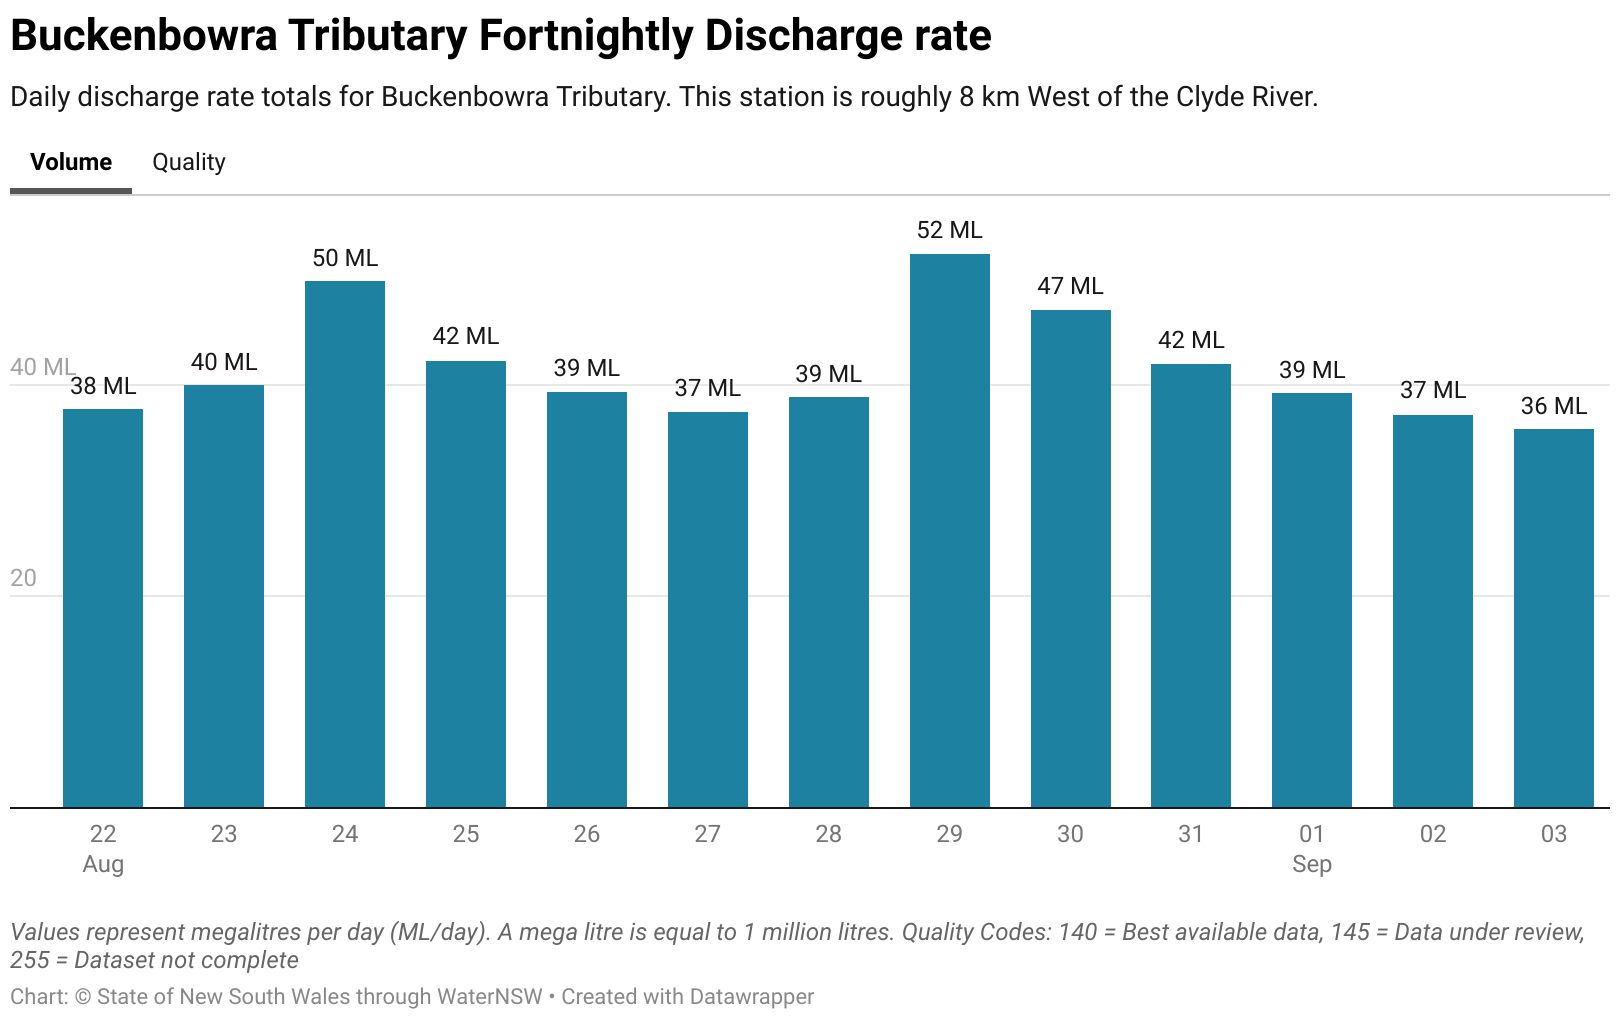 Buckenbowra Tributary Fortnightly Discharge rate
Daily discharge rate totals for Buckenbowra Tributary. This station is roughly 8 km West of the Clyde River.
Volume Quality
52 ML
50 ML
47 ML
42 ML
42 ML
40 ML
40 ML
39 ML
39 ML
39 ML
38 ML
37 ML
37 ML
36 ML
20
22 23 24 25 26 27 28 29 30 31 01 02 03
Aug Sep
Values represent megalitres per day (ML/day). A mega litre is equal to 1 million litres. Quality Codes: 140 = Best available data, 145 = Data under review,
255 = Dataset not complete
Chart: © State of New South Wales through WaterNSW • Created with Datawrapper